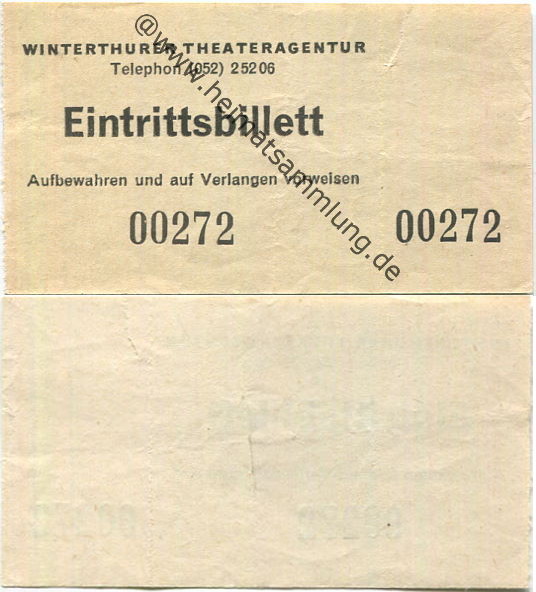 WINTERTHURER THEATERAGENTUR
Telephon (052) 25206
Eintrittsbillett
Aufbewahren und auf Verlangen vorweisen
00272 00272
@www.heimatsammlung.de